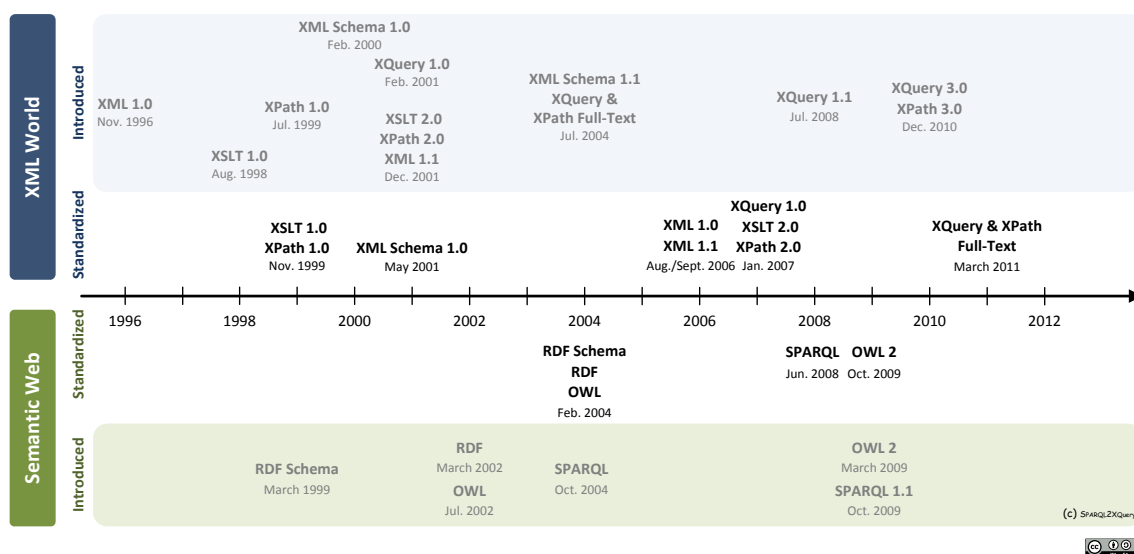 XML World
Introduced
XML 1.0
Nov. 1996
XSLT 1.0
Aug. 1998
XPath 1.0
Jul. 1999
XML Schema 1.0
Feb. 2000
XQuery 1.0
Feb. 2001
XSLT 2.0
XPath 2.0
XML 1.1
Dec. 2001
XML Schema 1.1
XQuery &
XPath Full-Text
Jul. 2004
XQuery 1.1
Jul. 2008
XQuery 3.0
XPath 3.0
Dec. 2010
Standardized
XSLT 1.0
XPath 1.0
Nov. 1999
XML Schema 1.0
May 2001
XML 1.0
XML 1.1
Aug./Sept. 2006
XQuery 1.0
XSLT 2.0
XPath 2.0
Jan. 2007
XQuery & XPath
Full-Text
March 2011
1996 1998 2000 2002 2004 2006 2008 2010 2012
Semantic Web
Standardized
RDF Schema
RDF
OWL
Feb. 2004
SPARQL
Jun. 2008
OWL 2
Oct. 2009
Introduced
RDF Schema
March 1999
RDF
March 2002
OWL
Jul. 2002
SPARQL
Oct. 2004
OWL 2
March 2009
SPARQL 1.1
Oct. 2009
(c) SPARQL2XQuery
cc